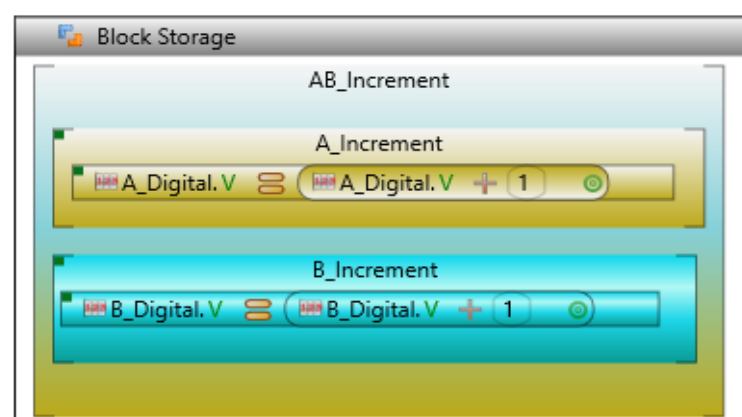 Block Storage
AB_Increment
A_Increment
A_Digital. V = A_Digital. V + 1
B_Increment
B_Digital. V = B_Digital. V + 1